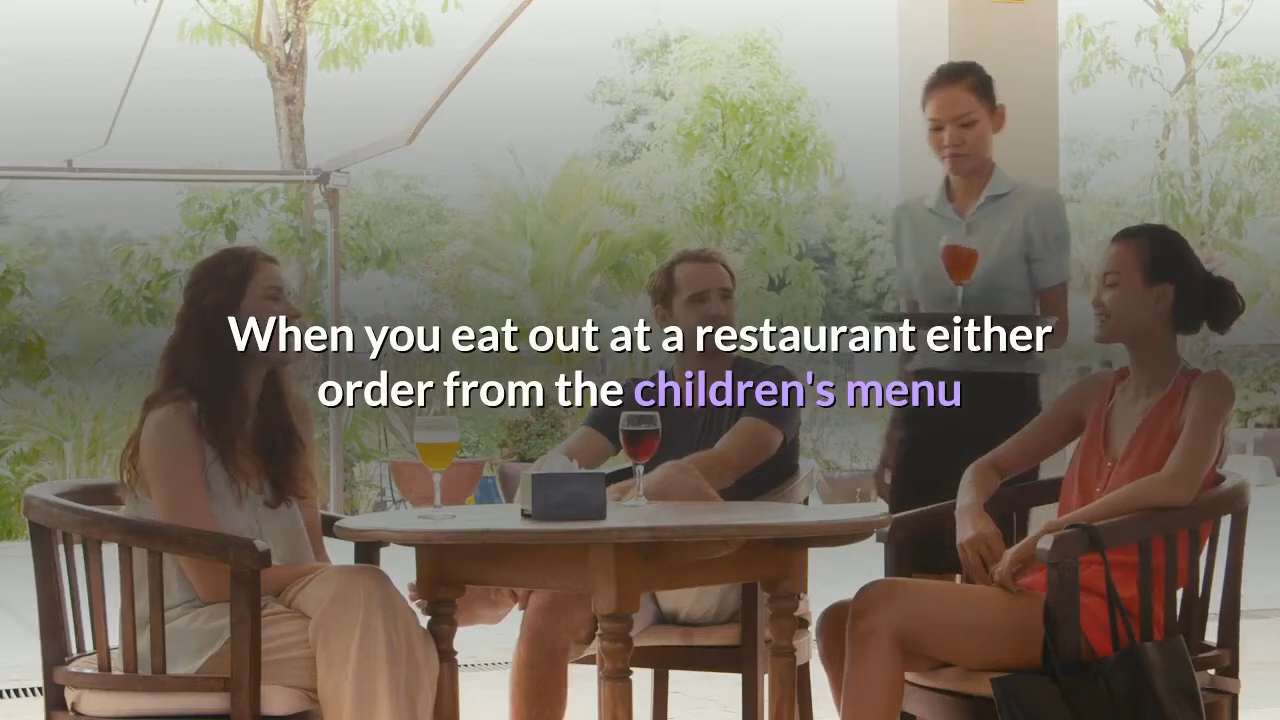 When you eat out at a restaurant either
order from the children's menu